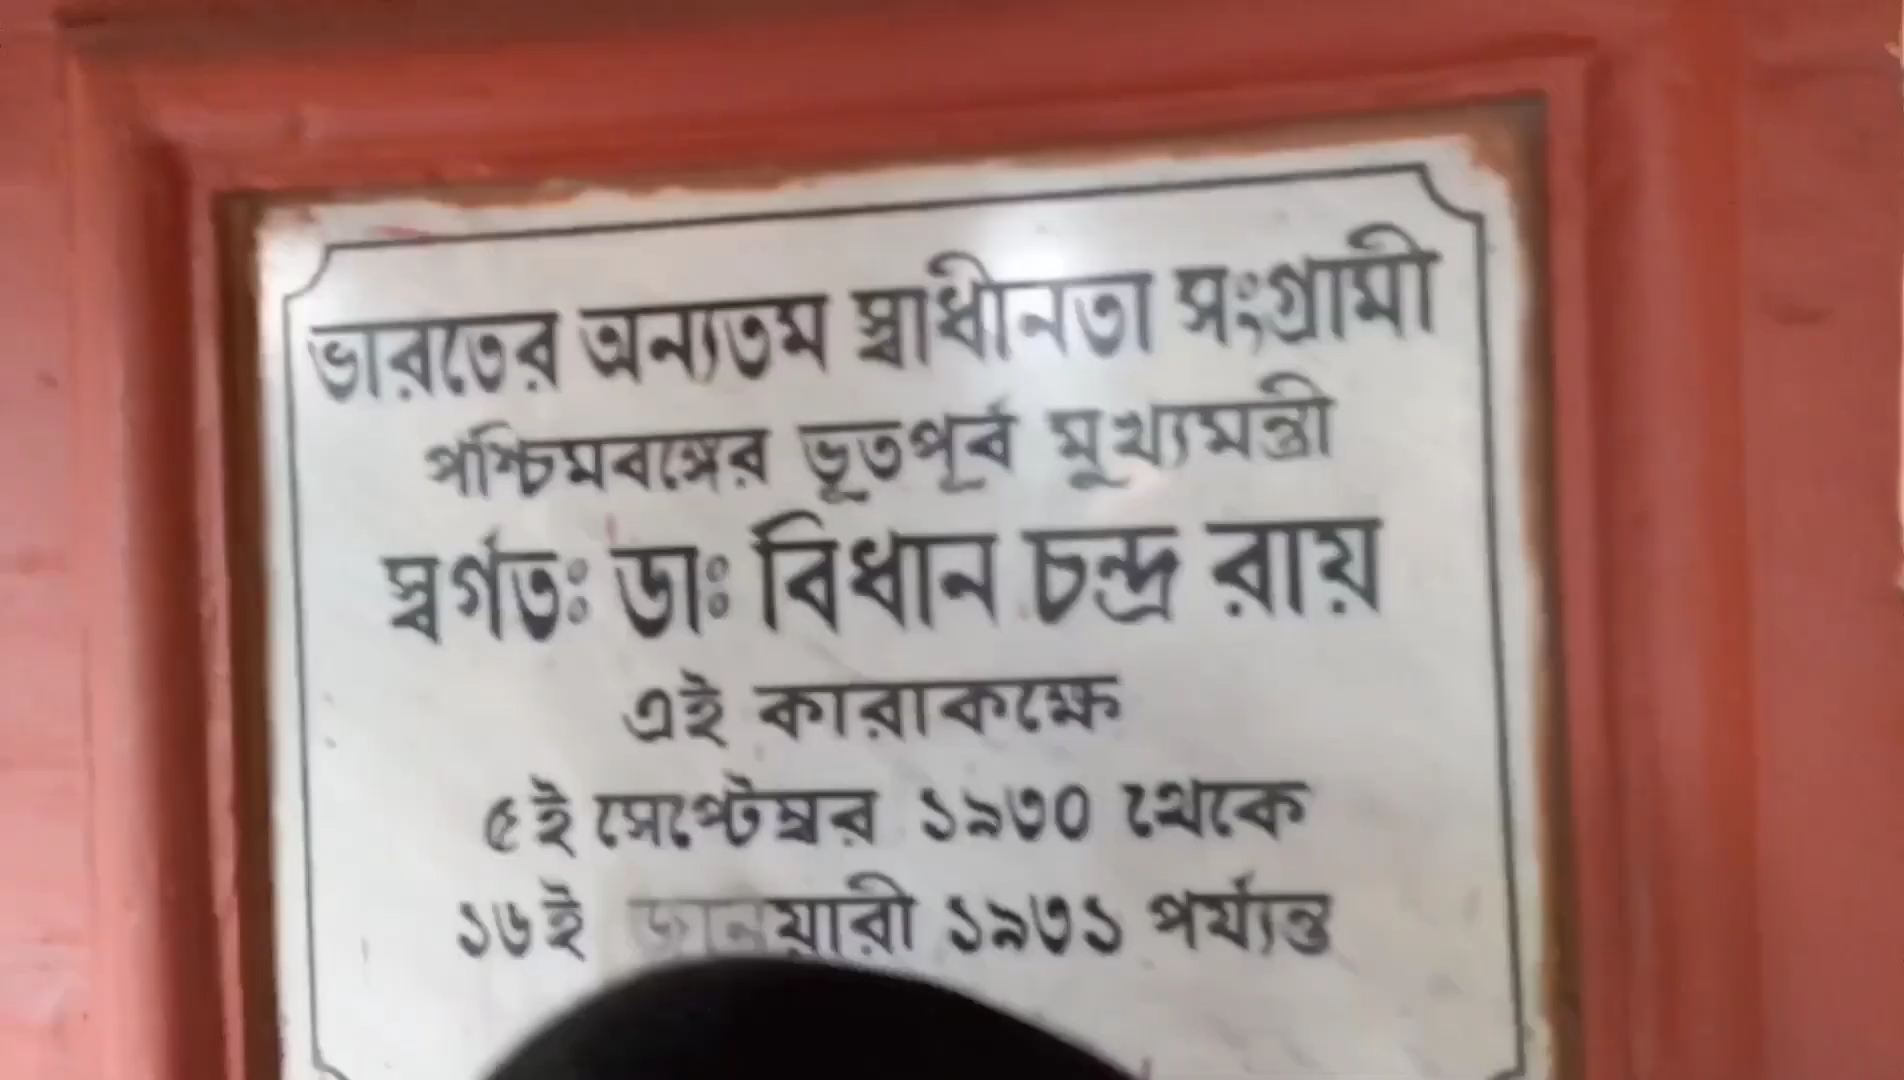 ভারতের অন্যতম স্বাধীনতা সংগ্রামী
পশ্চিমবঙ্গের ভূতপূর্ব মুখ্যমন্ত্রী
স্বর্গতঃ ডাঃ বিধান চন্দ্র রায়
এই কারাকক্ষে
৫ই সেপ্টেম্বর ১৯৩০ থেকে
১৬ই জানুয়ারী ১৯৩১ পর্য্যন্ত